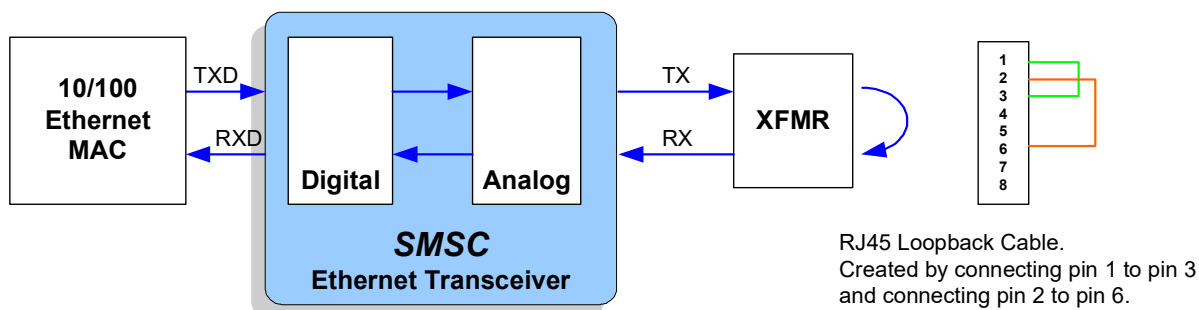 10/100
Ethernet
MAC
TXD
RXD
Digital
Analog
SMSC
Ethernet Transceiver
TX
RX
XFMR
1
2
3
4
5
6
7
8
RJ45 Loopback Cable.
Created by connecting pin 1 to pin 3
and connecting pin 2 to pin 6.